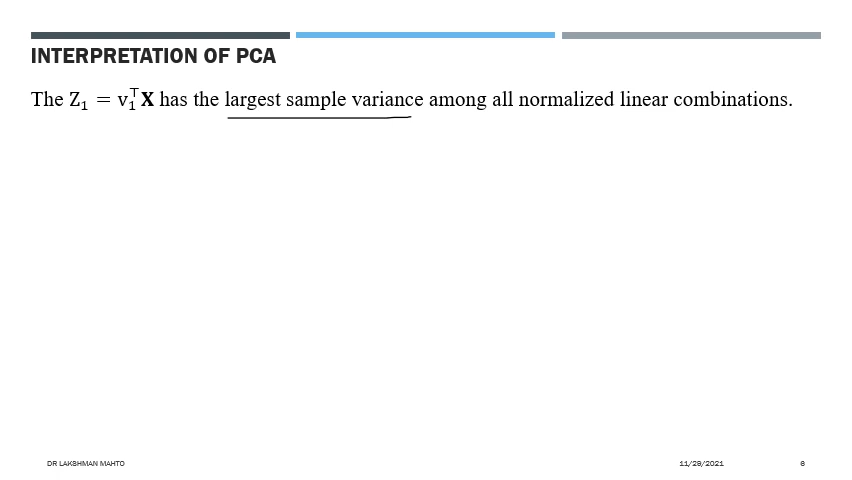 INTERPRETATION OF PCA
The Z₁ = v₁ᵀX has the largest sample variance among all normalized linear combinations.
DR LAKSHMAN MAHTO
11/29/2021
6